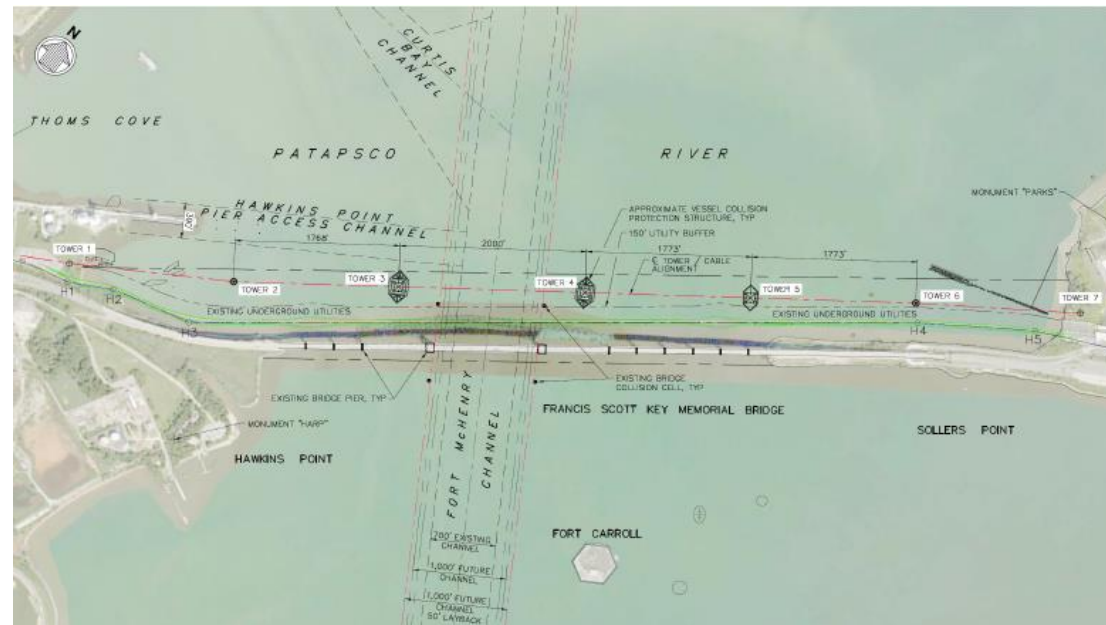 N
CURTIS
BAY
CHANNEL
THOMS COVE
PATAPSCO
RIVER
MONUMENT "PARKS"
HAWKINS POINT
PIER ACCESS CHANNEL
390'
APPROXIMATE VESSEL COLLISION
PROTECTION STRUCTURE, TYP
150' UTILITY BUFFER
1768'
2000'
1773'
1773'
℄ TOWER / CABLE
ALIGNMENT
TOWER 1
TOWER 2
TOWER 3
TOWER 4
TOWER 5
TOWER 6
TOWER 7
H1
H2
H3
EXISTING UNDERGROUND UTILITIES
EXISTING UNDERGROUND UTILITIES
H4
H5
EXISTING BRIDGE PIER, TYP
EXISTING BRIDGE
COLLISION CELL, TYP
FRANCIS SCOTT KEY MEMORIAL BRIDGE
MONUMENT "HARP"
HAWKINS POINT
SOLLERS POINT
FORT McHENRY
CHANNEL
FORT CARROLL
700' EXISTING
CHANNEL
1,000' FUTURE
CHANNEL
1,000' FUTURE
CHANNEL
50' LAYBACK